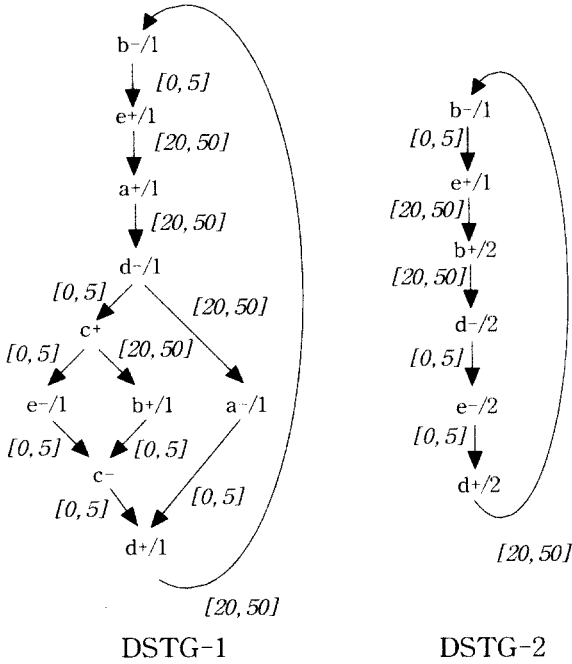 b-/1
[0,5]
e+/1
[20,50]
a+/1
[20,50]
d-/1
[0,5] [20,50]
c+
[0,5] [20,50]
e-/1 b+/1 a-/1
[0,5] [0,5]
c-
[0,5] [0,5]
d+/1
[20,50]
DSTG-1
b-/1
[0,5]
e+/1
[20,50]
b+/2
[20,50]
d-/2
[0,5]
e-/2
[0,5]
d+/2
[20,50]
DSTG-2